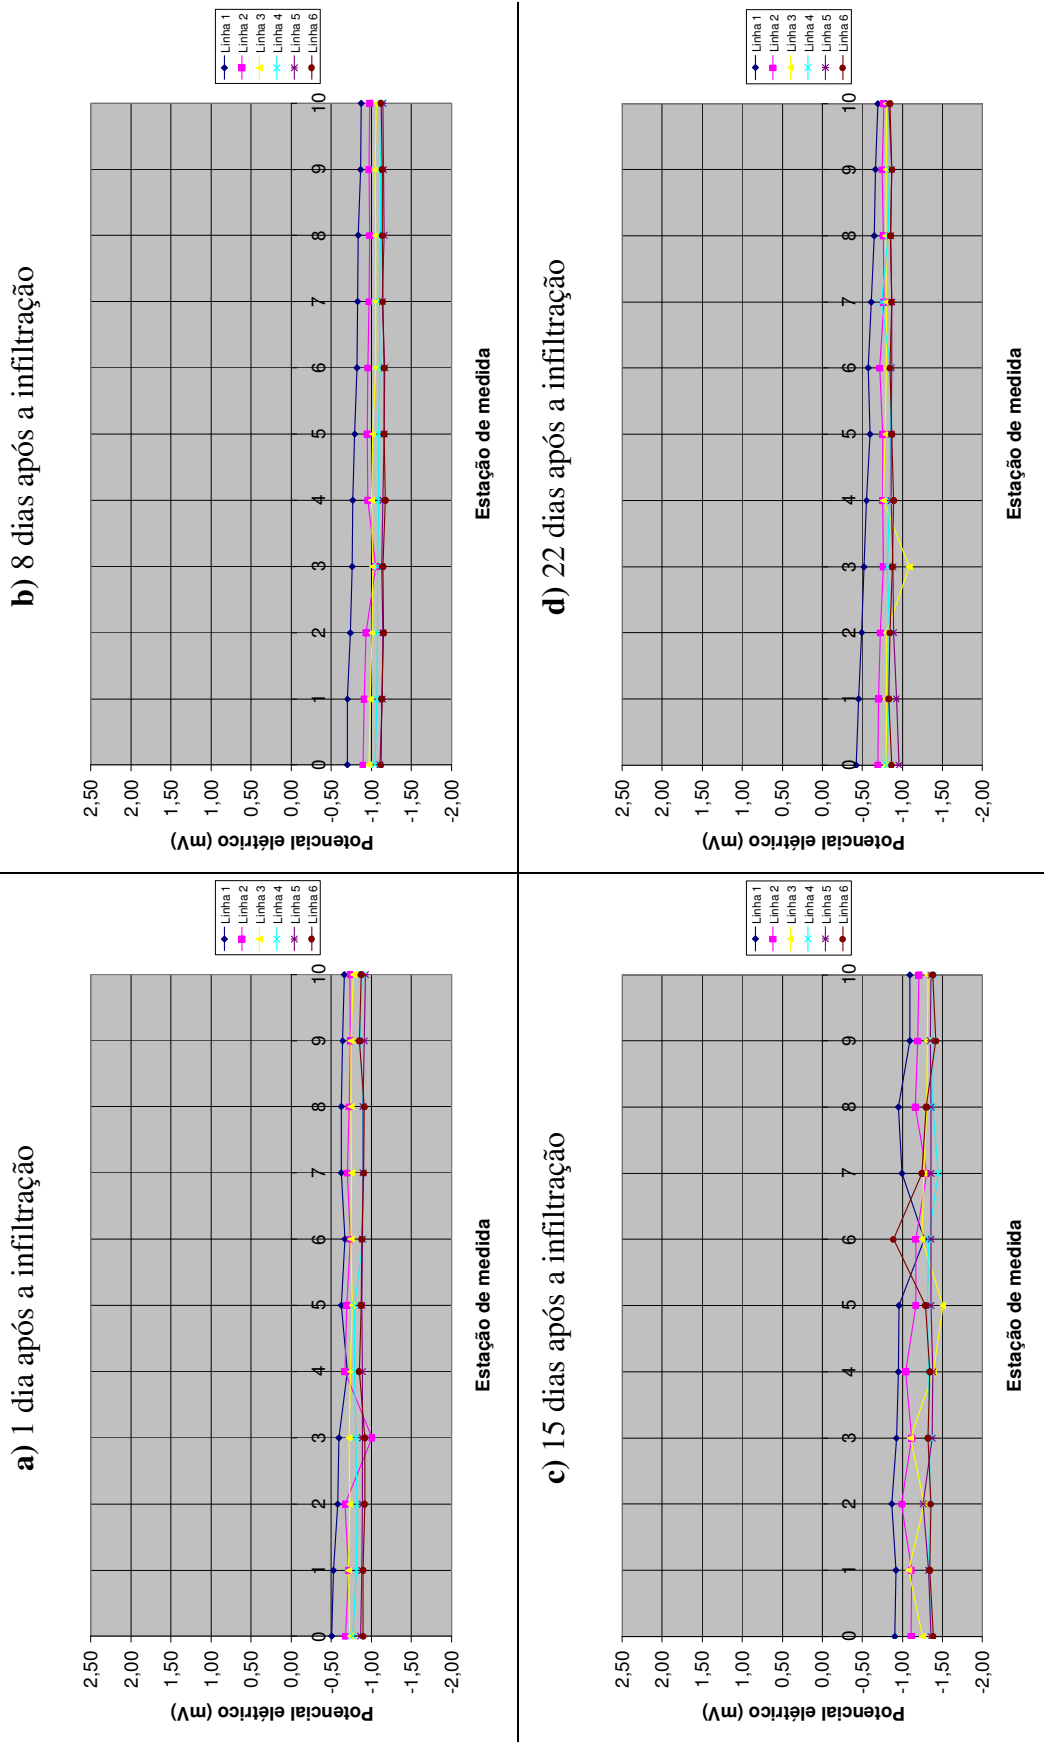 a) 1 dia após a infiltração
2,50
2,00
1,50
1,00
0,50
0,00
-0,50
-1,00
-1,50
-2,00
0 1 2 3 4 5 6 7 8 9 10
Potencial elétrico (mV)
Estação de medida
Linha 1
Linha 2
Linha 3
Linha 4
Linha 5
Linha 6
b) 8 dias após a infiltração
2,50
2,00
1,50
1,00
0,50
0,00
-0,50
-1,00
-1,50
-2,00
0 1 2 3 4 5 6 7 8 9 10
Potencial elétrico (mV)
Estação de medida
Linha 1
Linha 2
Linha 3
Linha 4
Linha 5
Linha 6
c) 15 dias após a infiltração
2,50
2,00
1,50
1,00
0,50
0,00
-0,50
-1,00
-1,50
-2,00
0 1 2 3 4 5 6 7 8 9 10
Potencial elétrico (mV)
Estação de medida
Linha 1
Linha 2
Linha 3
Linha 4
Linha 5
Linha 6
d) 22 dias após a infiltração
2,50
2,00
1,50
1,00
0,50
0,00
-0,50
-1,00
-1,50
-2,00
0 1 2 3 4 5 6 7 8 9 10
Potencial elétrico (mV)
Estação de medida
Linha 1
Linha 2
Linha 3
Linha 4
Linha 5
Linha 6